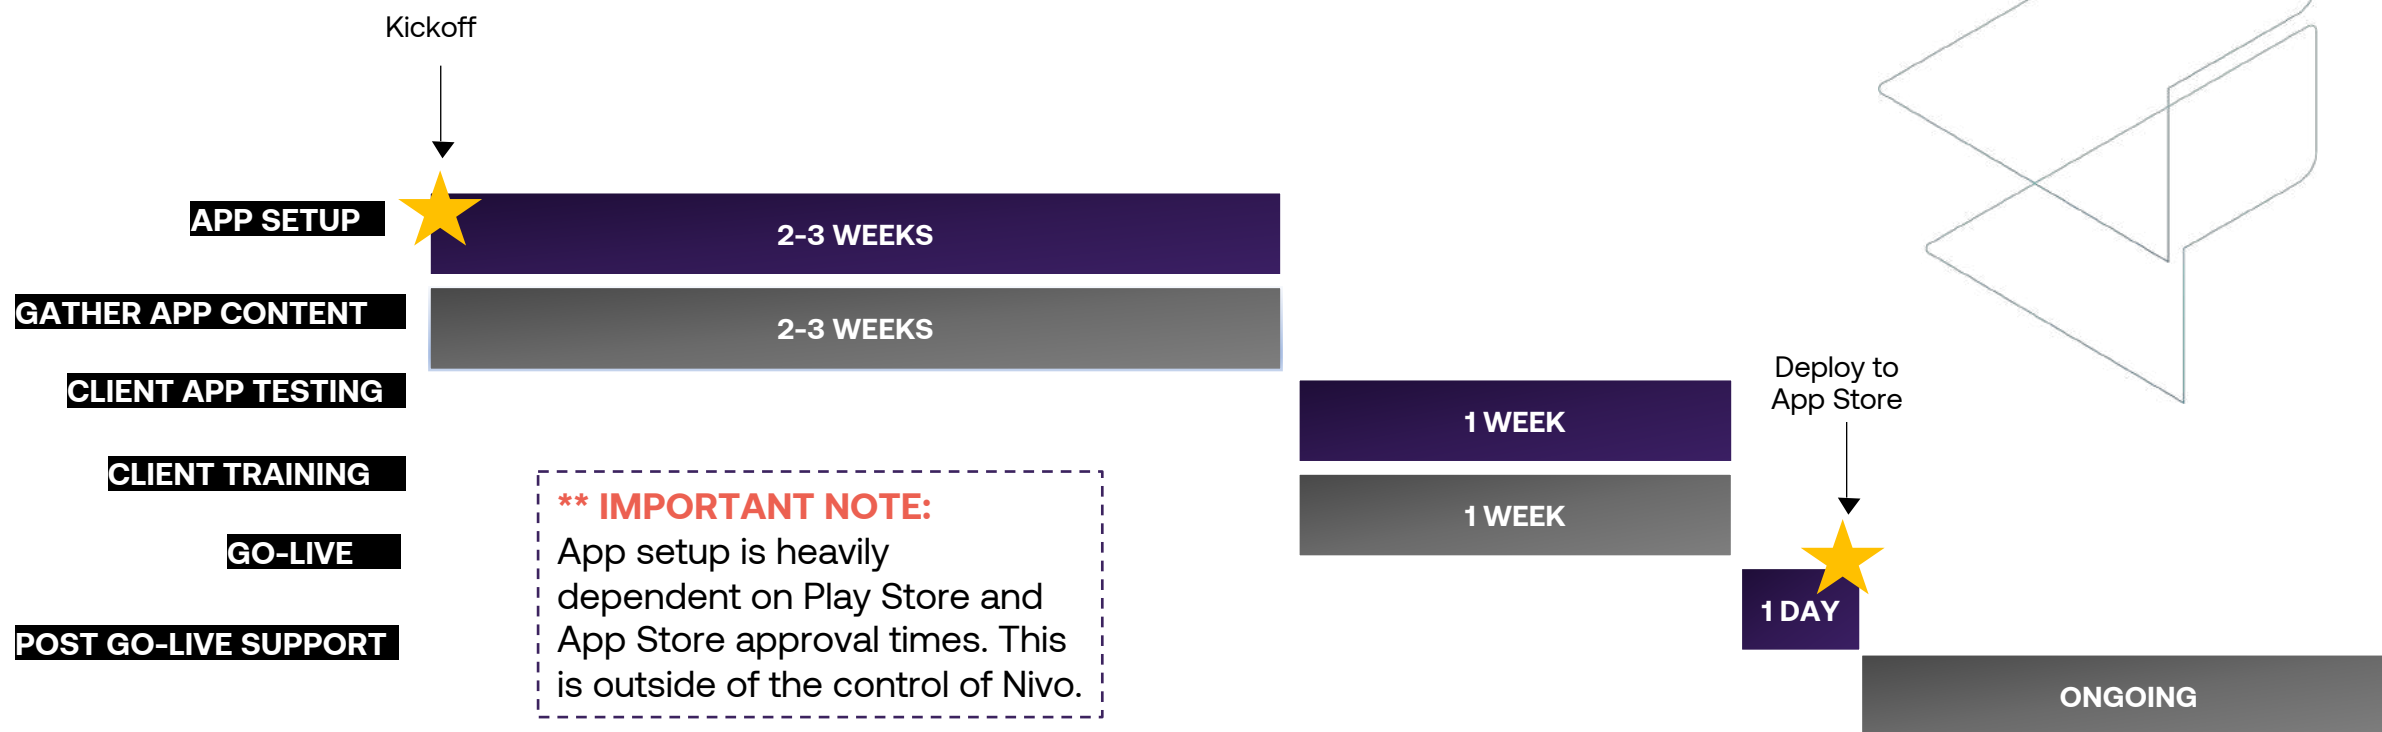 Kickoff
APP SETUP
2-3 WEEKS
GATHER APP CONTENT
2-3 WEEKS
CLIENT APP TESTING
1 WEEK
Deploy to
App Store
CLIENT TRAINING
1 WEEK
** IMPORTANT NOTE:
App setup is heavily
dependent on Play Store and
App Store approval times. This
is outside of the control of Nivo.
GO-LIVE
1 DAY
POST GO-LIVE SUPPORT
ONGOING